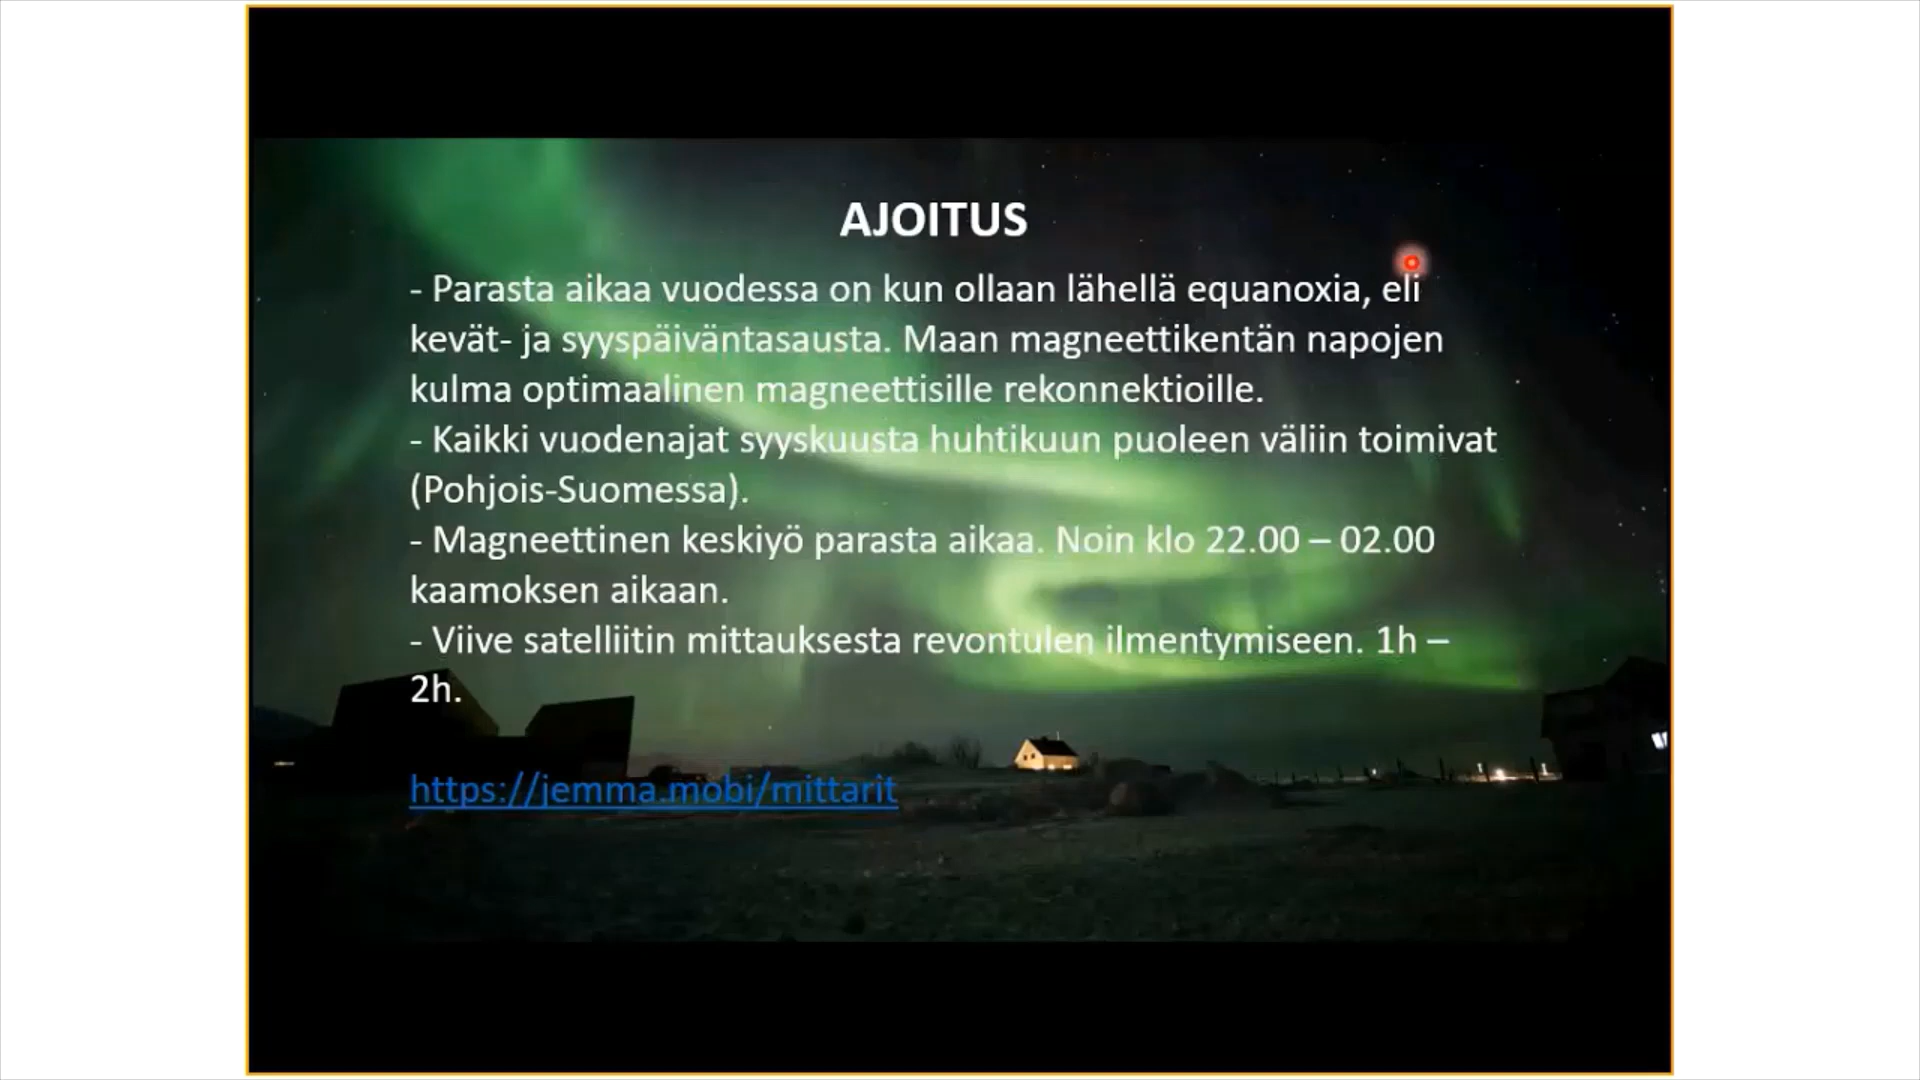 AJOITUS
- Parasta aikaa vuodessa on kun ollaan lähellä equanoxia, eli
kevät- ja syyspäiväntasausta. Maan magneettikentän napojen
kulma optimaalinen magneettisille rekonnektioille.
- Kaikki vuodenajat syyskuusta huhtikuun puoleen väliin toimivat
(Pohjois-Suomessa).
- Magneettinen keskiyö parasta aikaa. Noin klo 22.00 – 02.00
kaamoksen aikaan.
- Viive satelliitin mittauksesta revontulen ilmentymiseen. 1h –
2h.
https://jemma.mobi/mittarit